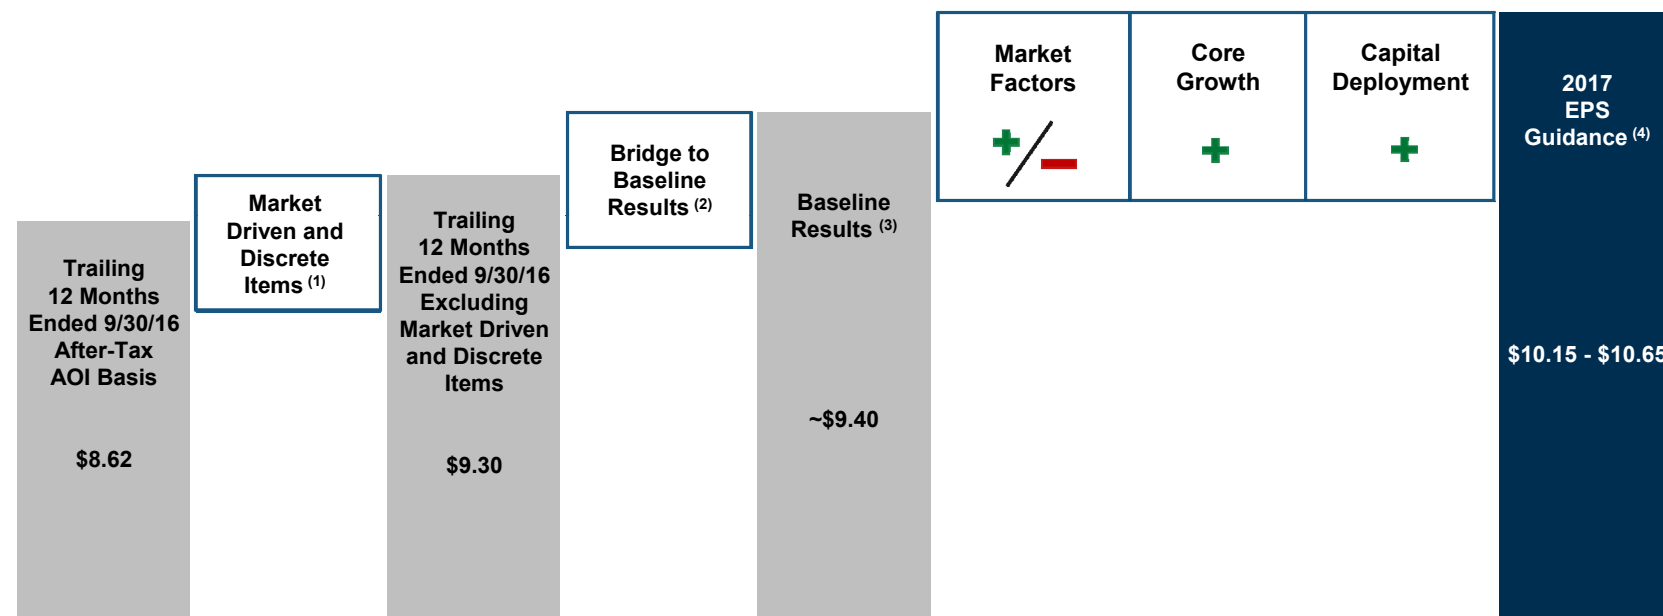 Trailing
12 Months
Ended 9/30/16
After-Tax
AOI Basis
$8.62
Market
Driven and
Discrete
Items (1)
Trailing
12 Months
Ended 9/30/16
Excluding
Market Driven
and Discrete
Items
$9.30
Bridge to
Baseline
Results (2)
Baseline
Results (3)
~$9.40
Market
Factors
Core
Growth
Capital
Deployment
2017
EPS
Guidance (4)
$10.15 - $10.65